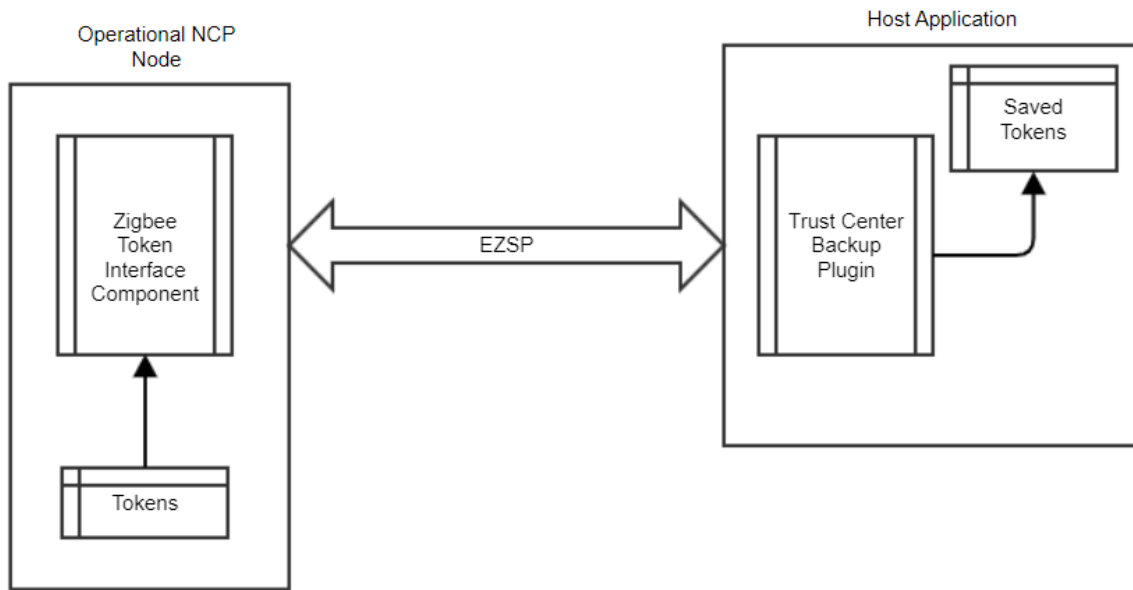 Operational NCP
Node
Host Application
Saved
Tokens
Zigbee
Token
Interface
Component
EZSP
Trust Center
Backup
Plugin
Tokens